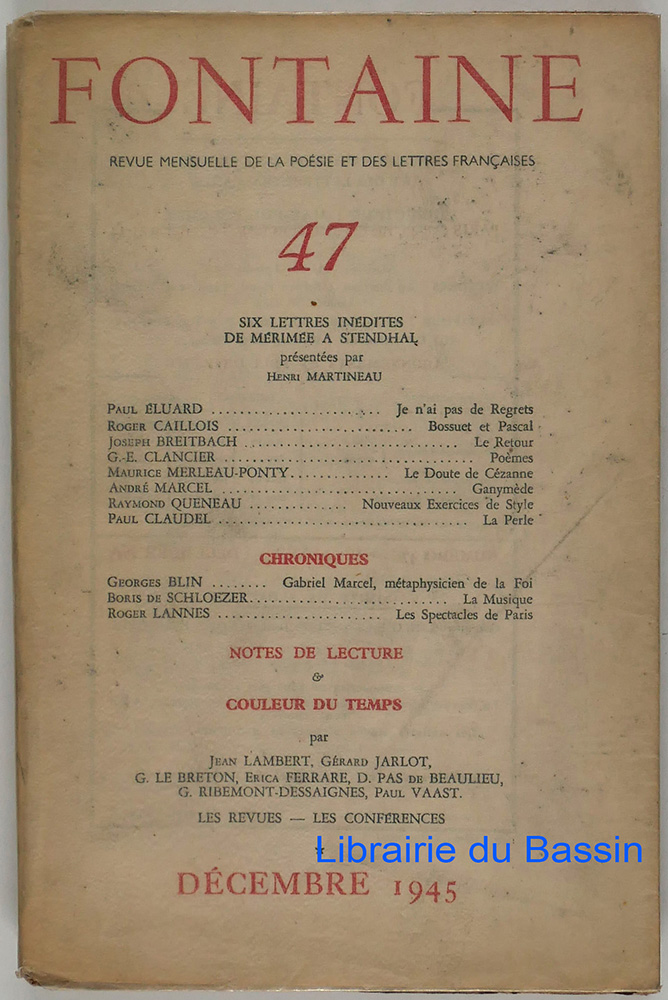 FONTAINE
REVUE MENSUELLE DE LA POÉSIE ET DES LETTRES FRANÇAISES
47
SIX LETTRES INÉDITES
DE MÉRIMÉE A STENDHAL
présentées par
HENRI MARTINEAU
PAUL ÉLUARD ........................ Je n'ai pas de Regrets
ROGER CAILLOIS .......................... Bossuet et Pascal
JOSEPH BREITBACH .............................. Le Retour
G.-E. CLANCIER ....................................... Poèmes
MAURICE MERLEAU-PONTY.............. Le Doute de Cézanne
ANDRÉ MARCEL ................................. Ganymède
RAYMOND QUENEAU .............. Nouveaux Exercices de Style
PAUL CLAUDEL ................................... La Perle
CHRONIQUES
GEORGES BLIN ........ Gabriel Marcel, métaphysicien de la Foi
BORIS DE SCHLOEZER............................ La Musique
ROGER LANNES ....................... Les Spectacles de Paris
NOTES DE LECTURE
&
COULEUR DU TEMPS
par
JEAN LAMBERT, GÉRARD JARLOT,
G. LE BRETON, ERICA FERRARE, D. PAS DE BEAULIEU,
G. RIBEMONT-DESSAIGNES, PAUL VAAST.
LES REVUES — LES CONFÉRENCES
*
Librairie du Bassin
DÉCEMBRE 1945